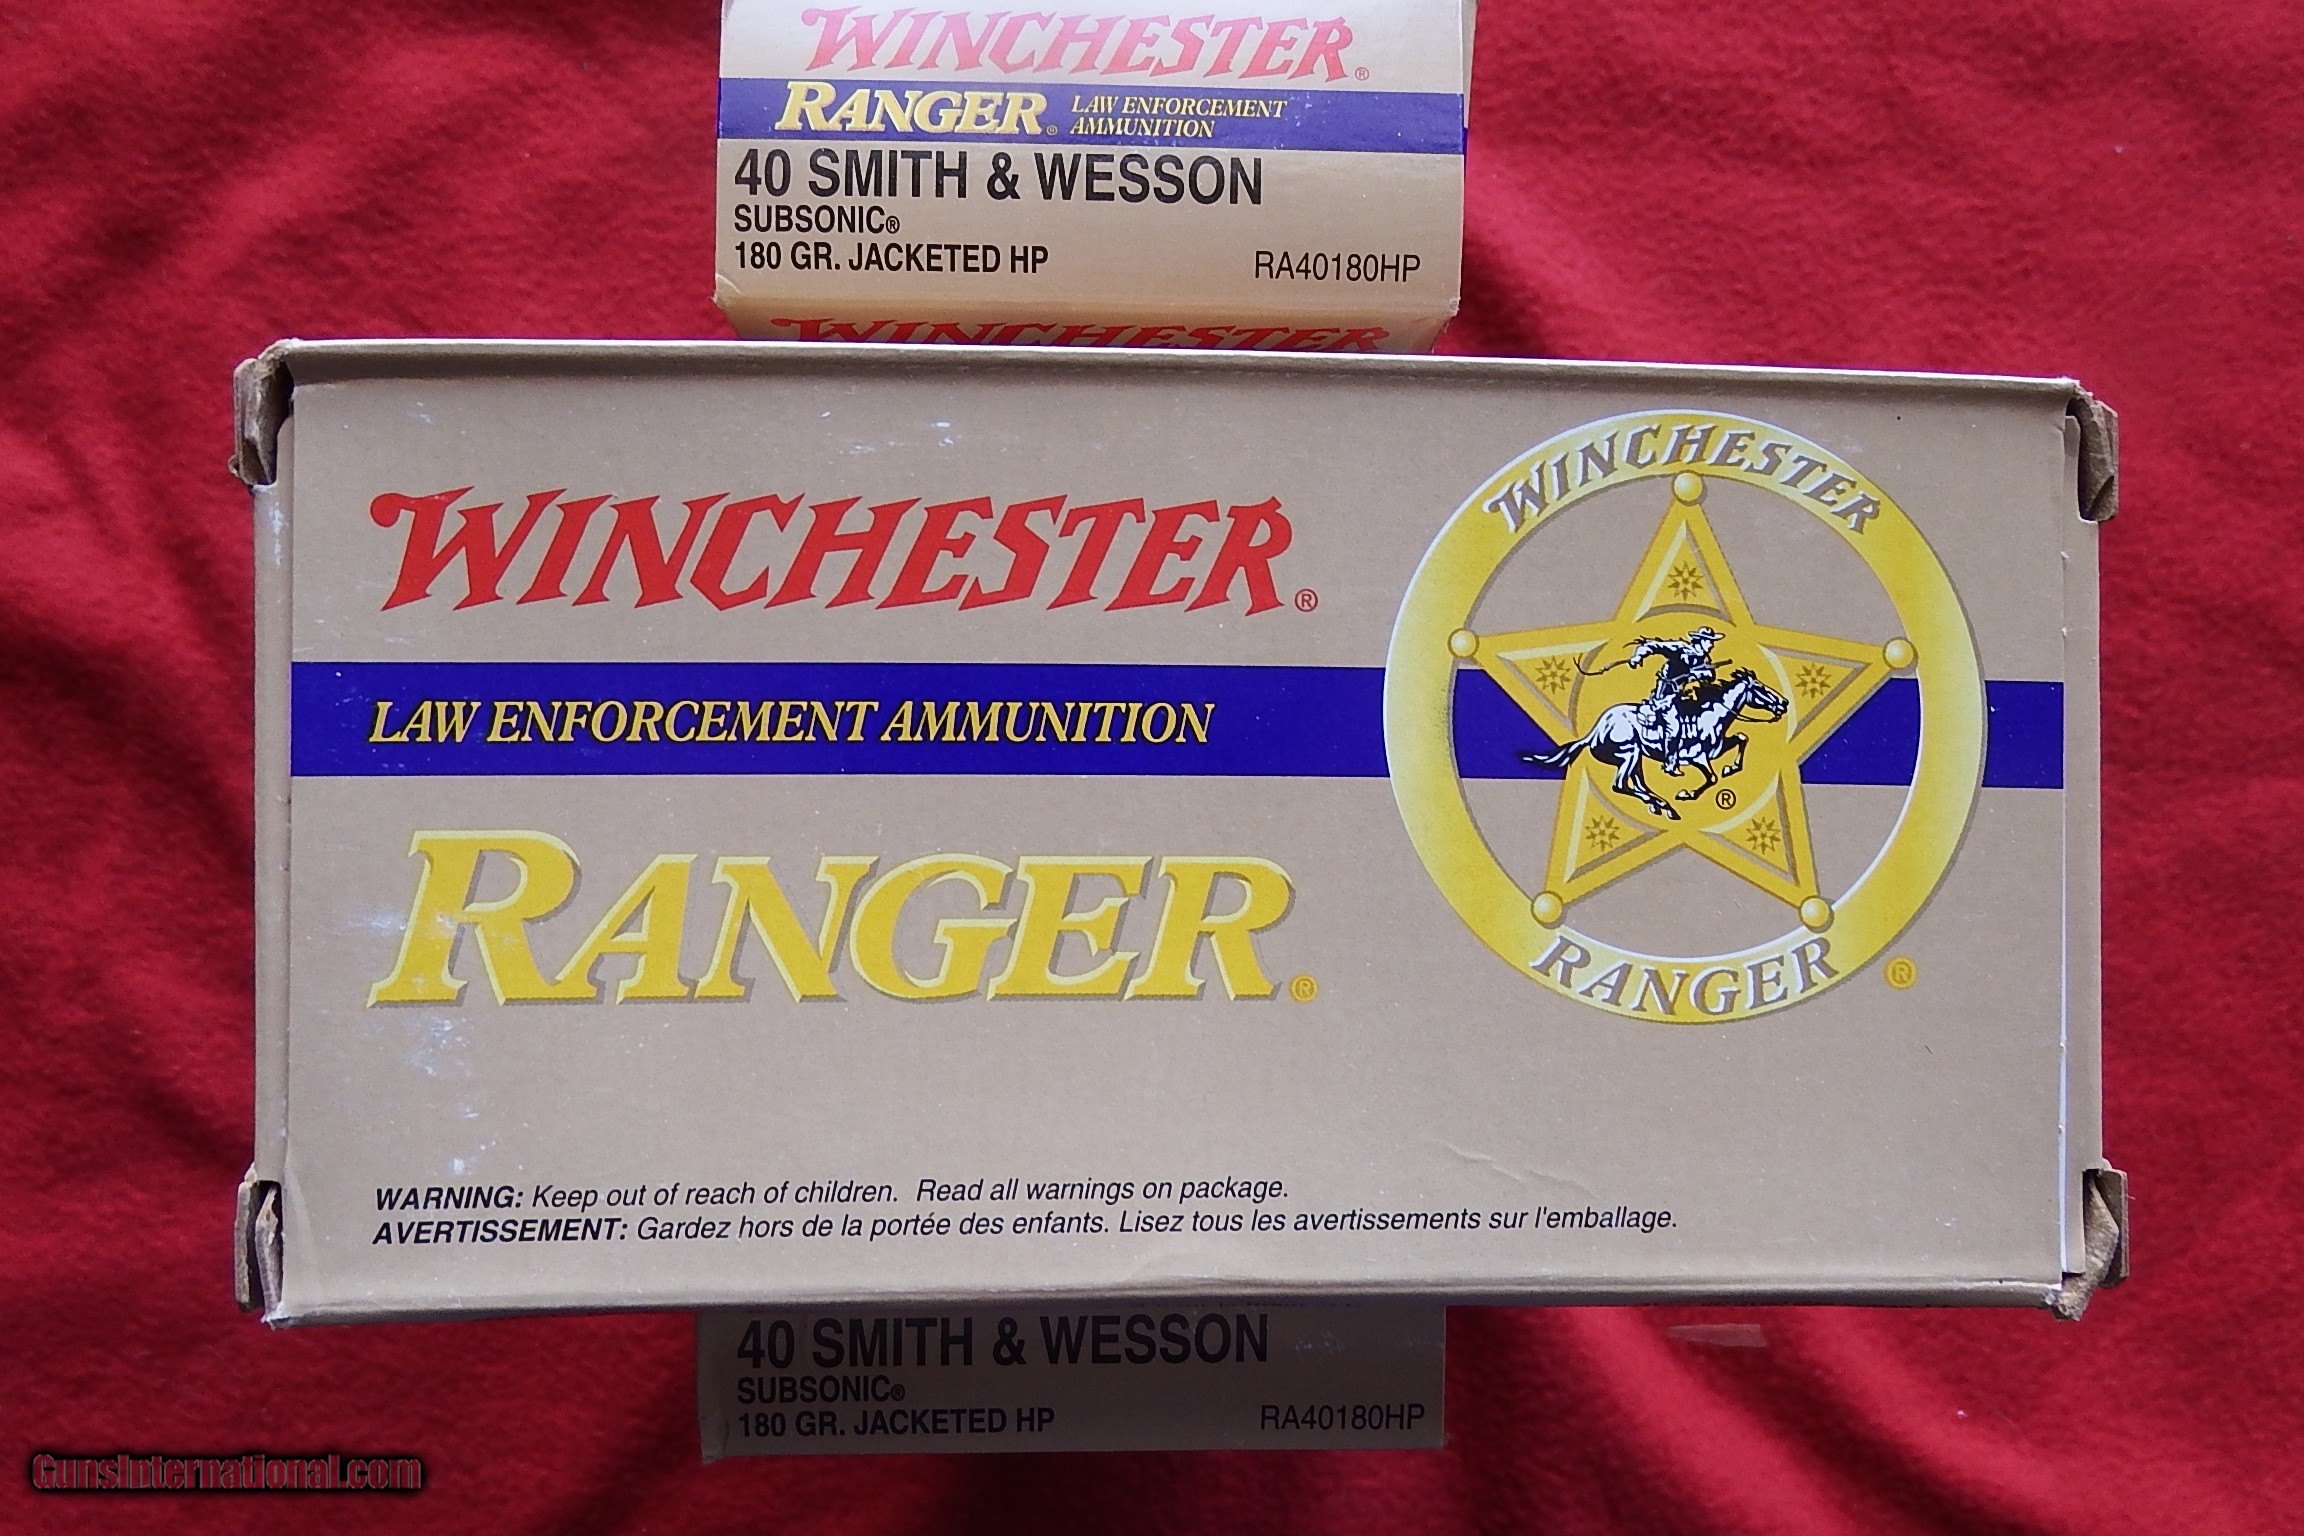 WINCHESTER®
RANGER® LAW ENFORCEMENT
AMMUNITION
40 SMITH & WESSON
SUBSONIC®
180 GR. JACKETED HP RA40180HP
WINCHESTER
WINCHESTER®
LAW ENFORCEMENT AMMUNITION
RANGER®
WINCHESTER
®
RANGER ®
WARNING: Keep out of reach of children. Read all warnings on package.
AVERTISSEMENT: Gardez hors de la portée des enfants. Lisez tous les avertissements sur l'emballage.
40 SMITH & WESSON
SUBSONIC®
180 GR. JACKETED HP RA40180HP
GunsInternational.com